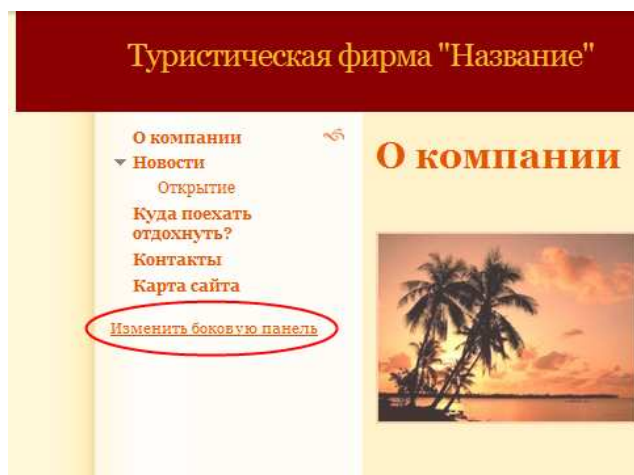 Туристическая фирма "Название"
О компании
Новости
Открытие
Куда поехать
отдохнуть?
Контакты
Карта сайта
Изменить боковую панель
О компании